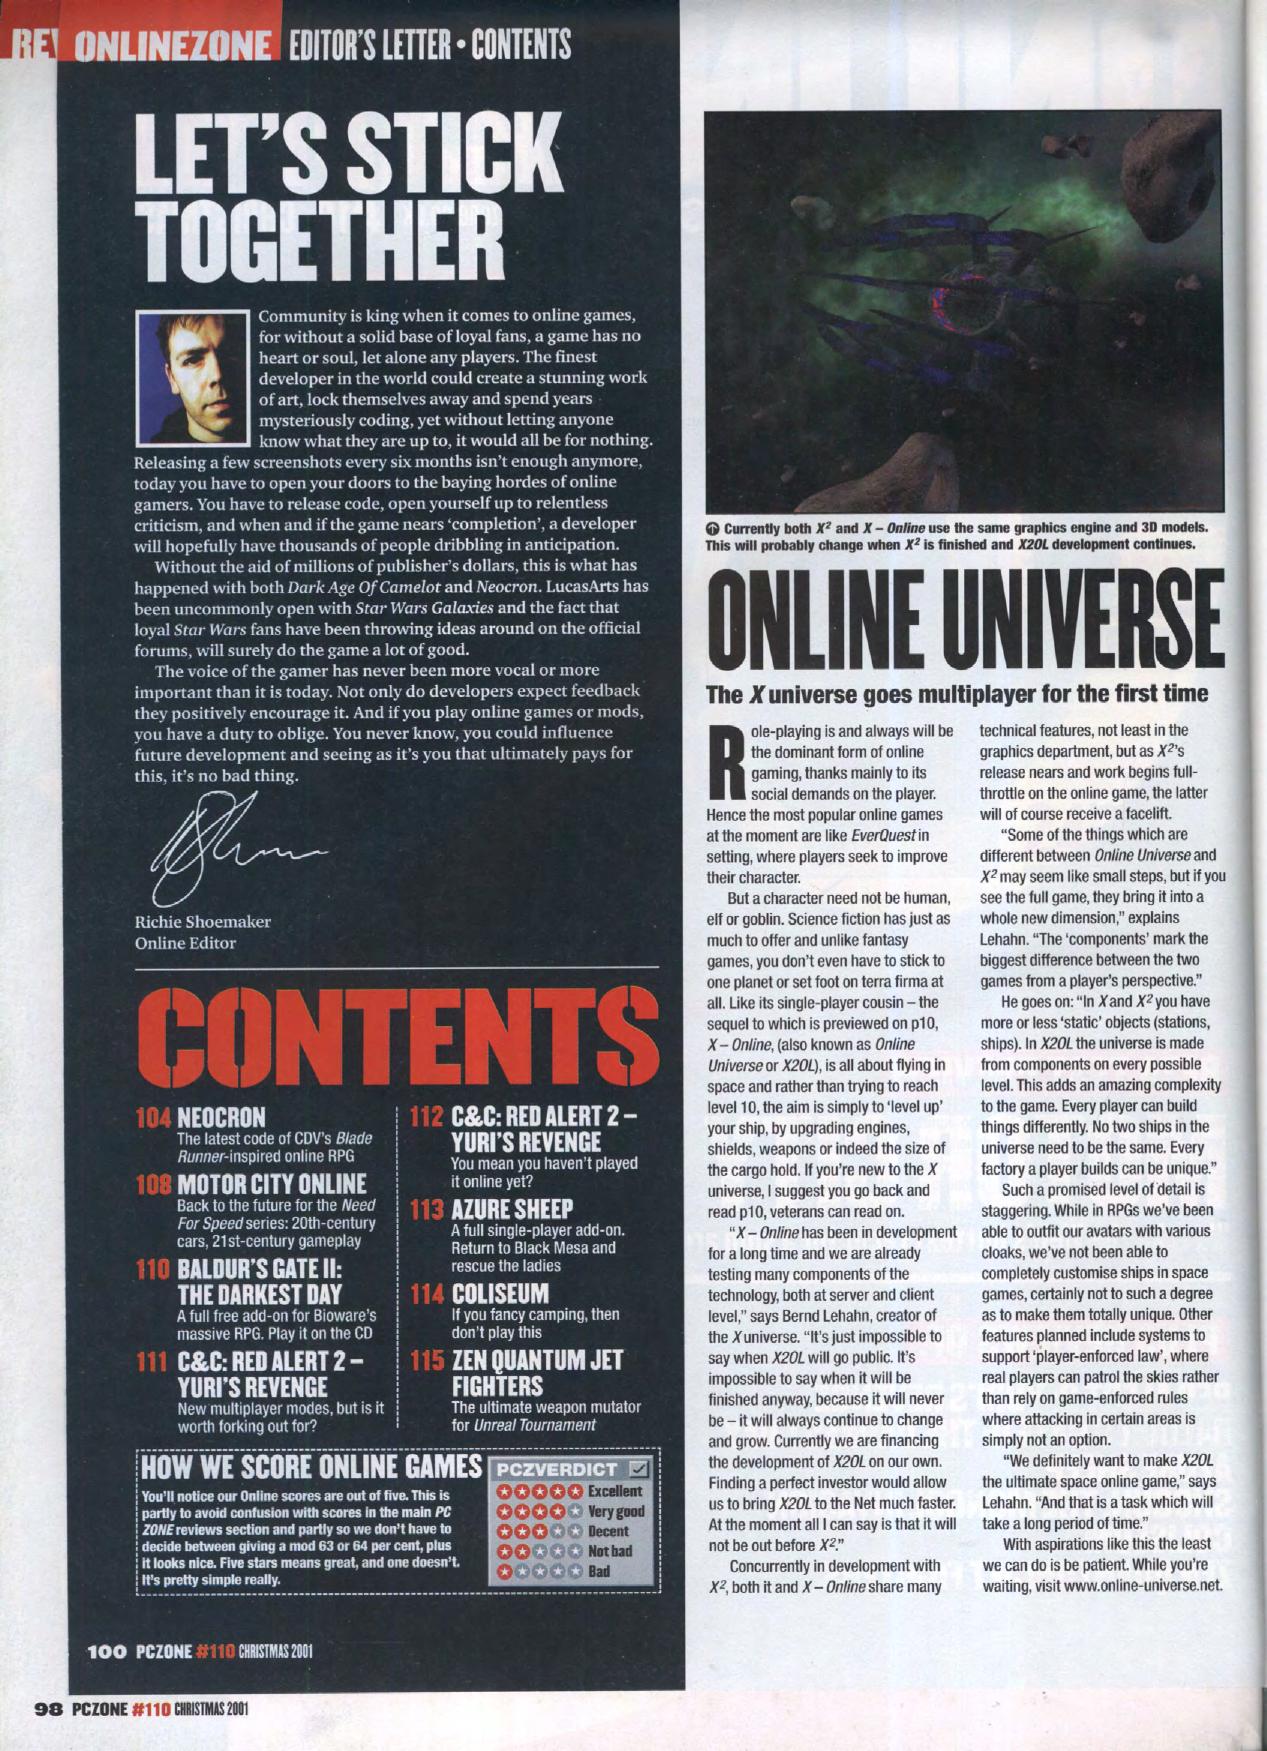 RE
ONLINEZONE EDITOR'S LETTER • CONTENTS
LET'S STICK
TOGETHER
Community is king when it comes to online games,
for without a solid base of loyal fans, a game has no
heart or soul, let alone any players. The finest
developer in the world could create a stunning work
of art, lock themselves away and spend years
mysteriously coding, yet without letting anyone
know what they are up to, it would all be for nothing.
Releasing a few screenshots every six months isn't enough anymore,
today you have to open your doors to the baying hordes of online
gamers. You have to release code, open yourself up to relentless
criticism, and when and if the game nears 'completion', a developer
will hopefully have thousands of people dribbling in anticipation.
Without the aid of millions of publisher's dollars, this is what has
happened with both Dark Age Of Camelot and Neocron. LucasArts has
been uncommonly open with Star Wars Galaxies and the fact that
loyal Star Wars fans have been throwing ideas around on the official
forums, will surely do the game a lot of good.
The voice of the gamer has never been more vocal or more
important than it is today. Not only do developers expect feedback
they positively encourage it. And if you play online games or mods,
you have a duty to oblige. You never know, you could influence
future development and seeing as it's you that ultimately pays for
this, it's no bad thing.
Richie Shoemaker
Online Editor
CONTENTS
104 NEOCRON
The latest code of CDV's Blade
Runner-inspired online RPG
108 MOTOR CITY ONLINE
Back to the future for the Need
For Speed series: 20th-century
cars, 21st-century gameplay
110 BALDUR'S GATE II:
THE DARKEST DAY
A full free add-on for Bioware's
massive RPG. Play it on the CD
111 C&C: RED ALERT 2 –
YURI'S REVENGE
New multiplayer modes, but is it
worth forking out for?
112 C&C: RED ALERT 2 –
YURI'S REVENGE
You mean you haven't played
it online yet?
113 AZURE SHEEP
A full single-player add-on.
Return to Black Mesa and
rescue the ladies
114 COLISEUM
If you fancy camping, then
don't play this
115 ZEN QUANTUM JET
FIGHTERS
The ultimate weapon mutator
for Unreal Tournament
HOW WE SCORE ONLINE GAMES
You'll notice our Online scores are out of five. This is
partly to avoid confusion with scores in the main PC
ZONE reviews section and partly so we don't have to
decide between giving a mod 63 or 64 per cent, plus
it looks nice. Five stars means great, and one doesn't.
It's pretty simple really.
PCZVERDICT
Excellent
Very good
Decent
Not bad
Bad
100 PCZONE #110 CHRISTMAS 2001
98 PCZONE #110 CHRISTMAS 2001
Currently both X² and X – Online use the same graphics engine and 3D models.
This will probably change when X² is finished and X2OL development continues.
ONLINE UNIVERSE
The X universe goes multiplayer for the first time
Role-playing is and always will be
the dominant form of online
gaming, thanks mainly to its
social demands on the player.
Hence the most popular online games
at the moment are like EverQuest in
setting, where players seek to improve
their character.
But a character need not be human,
elf or goblin. Science fiction has just as
much to offer and unlike fantasy
games, you don't even have to stick to
one planet or set foot on terra firma at
all. Like its single-player cousin – the
sequel to which is previewed on p10,
X – Online, (also known as Online
Universe or X2OL), is all about flying in
space and rather than trying to reach
level 10, the aim is simply to 'level up'
your ship, by upgrading engines,
shields, weapons or indeed the size of
the cargo hold. If you're new to the X
universe, I suggest you go back and
read p10, veterans can read on.
"X – Online has been in development
for a long time and we are already
testing many components of the
technology, both at server and client
level," says Bernd Lehahn, creator of
the X universe. "It's just impossible to
say when X2OL will go public. It's
impossible to say when it will be
finished anyway, because it will never
be – it will always continue to change
and grow. Currently we are financing
the development of X2OL on our own.
Finding a perfect investor would allow
us to bring X2OL to the Net much faster.
At the moment all I can say is that it will
not be out before X²."
Concurrently in development with
X², both it and X – Online share many
technical features, not least in the
graphics department, but as X²'s
release nears and work begins full-
throttle on the online game, the latter
will of course receive a facelift.
"Some of the things which are
different between Online Universe and
X² may seem like small steps, but if you
see the full game, they bring it into a
whole new dimension," explains
Lehahn. "The 'components' mark the
biggest difference between the two
games from a player's perspective."
He goes on: "In X and X² you have
more or less 'static' objects (stations,
ships). In X2OL the universe is made
from components on every possible
level. This adds an amazing complexity
to the game. Every player can build
things differently. No two ships in the
universe need to be the same. Every
factory a player builds can be unique."
Such a promised level of detail is
staggering. While in RPGs we've been
able to outfit our avatars with various
cloaks, we've not been able to
completely customise ships in space
games, certainly not to such a degree
as to make them totally unique. Other
features planned include systems to
support 'player-enforced law', where
real players can patrol the skies rather
than rely on game-enforced rules
where attacking in certain areas is
simply not an option.
"We definitely want to make X2OL
the ultimate space online game," says
Lehahn. "And that is a task which will
take a long period of time."
With aspirations like this the least
we can do is be patient. While you're
waiting, visit www.online-universe.net.